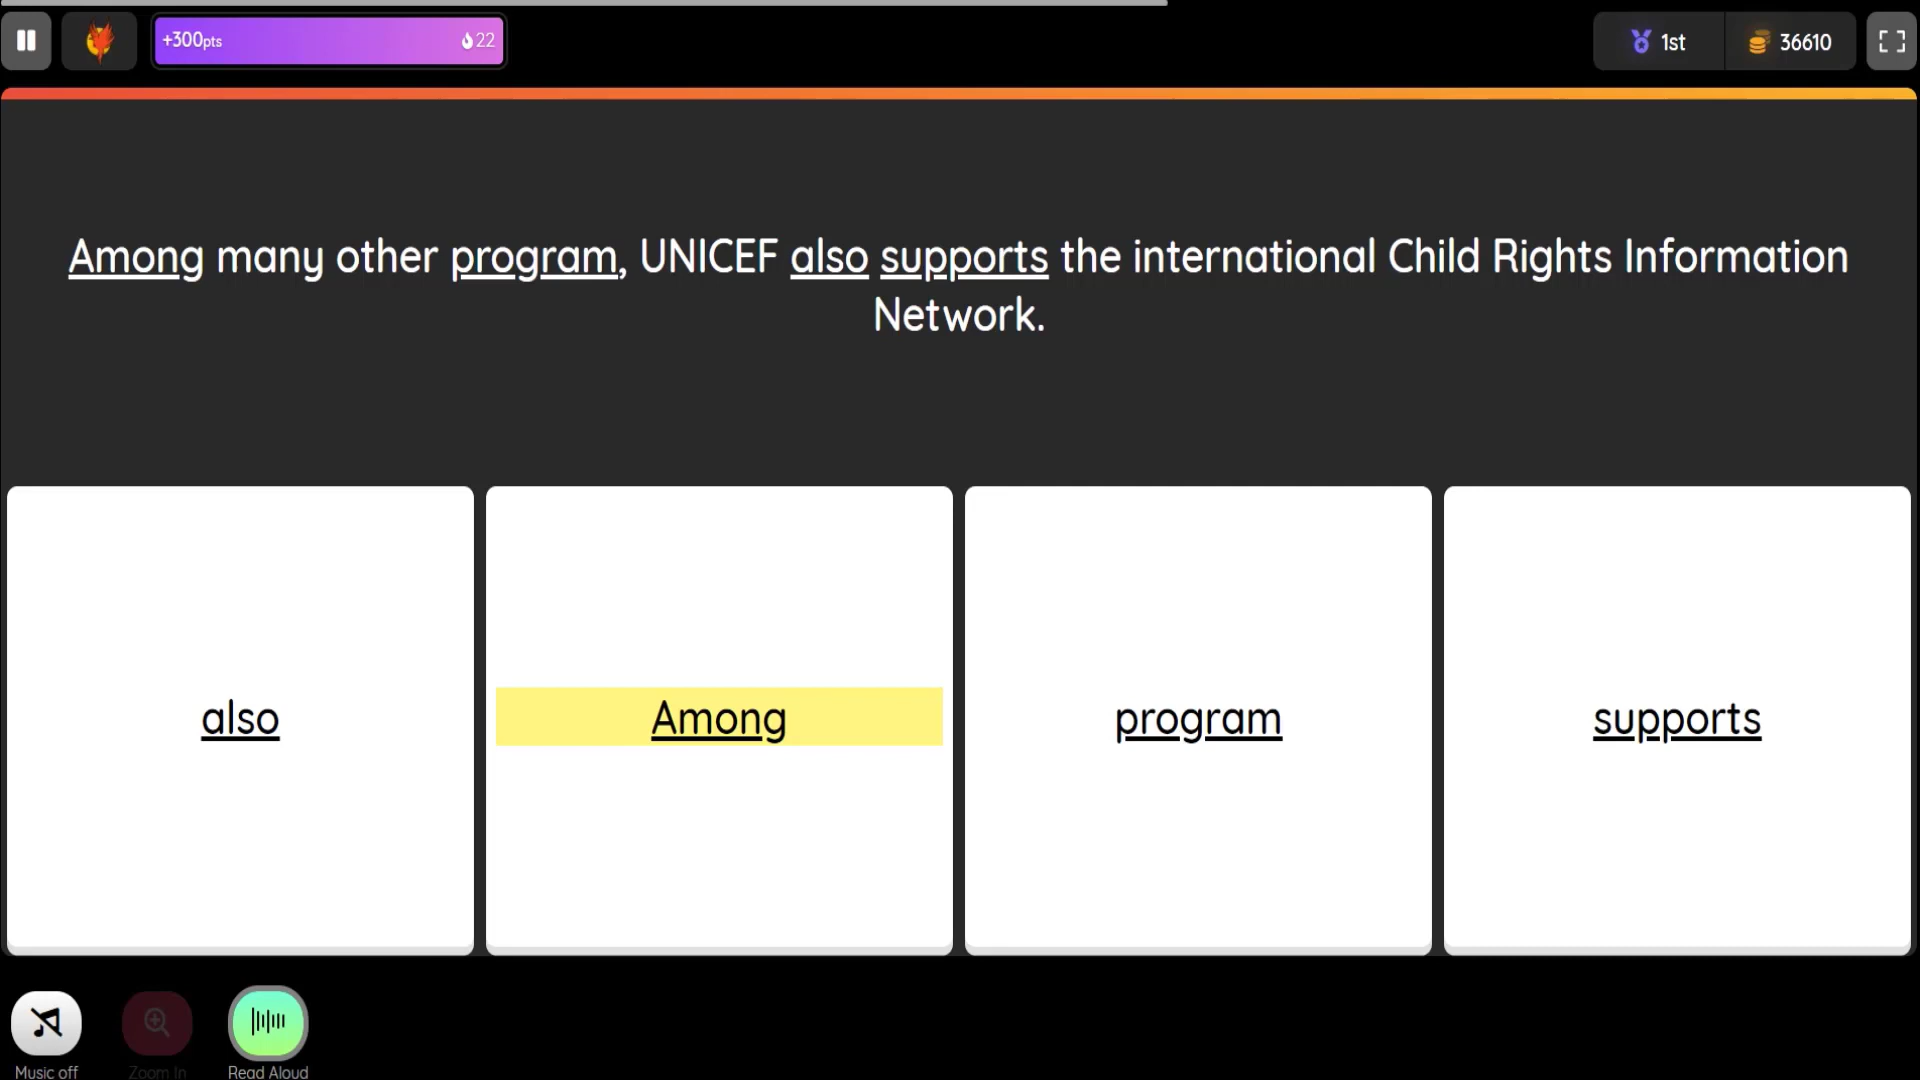 +300pts 22 1st 36610
Among many other program, UNICEF also supports the international Child Rights Information
Network.
also Among program supports
Music off Zoom In Read Aloud